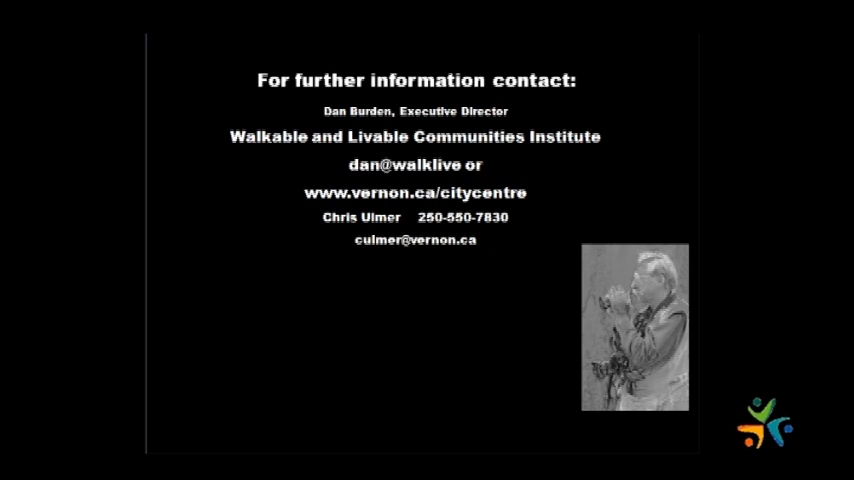 For further information contact:
Dan Burden, Executive Director
Walkable and Livable Communities Institute
dan@walklive or
www.vernon.ca/citycentre
Chris Ulmer 250-550-7830
culmer@vernon.ca